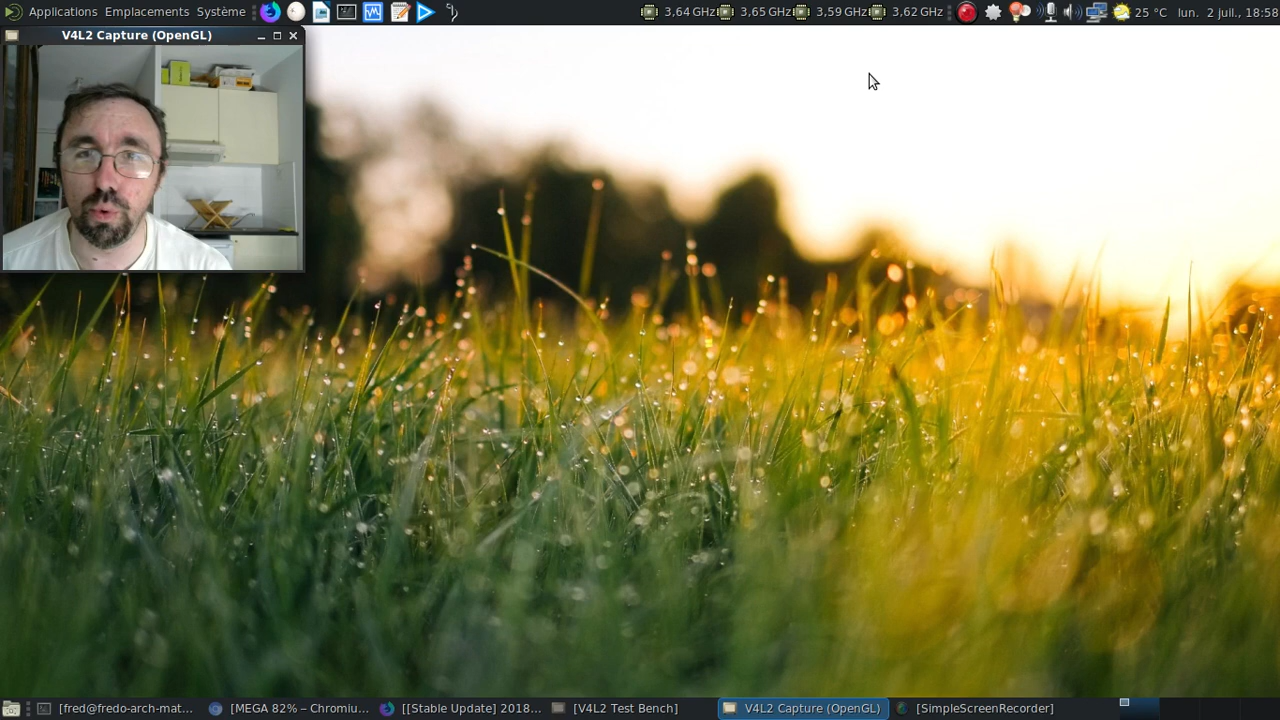 Applications Emplacements Système 3,64 GHz 3,65 GHz 3,59 GHz 3,62 GHz 25 °C lun. 2 juil., 18:58
V4L2 Capture (OpenGL)
[fred@fredo-arch-mat... [MEGA 82% – Chromiu... [[Stable Update] 2018... [V4L2 Test Bench] V4L2 Capture (OpenGL) [SimpleScreenRecorder]